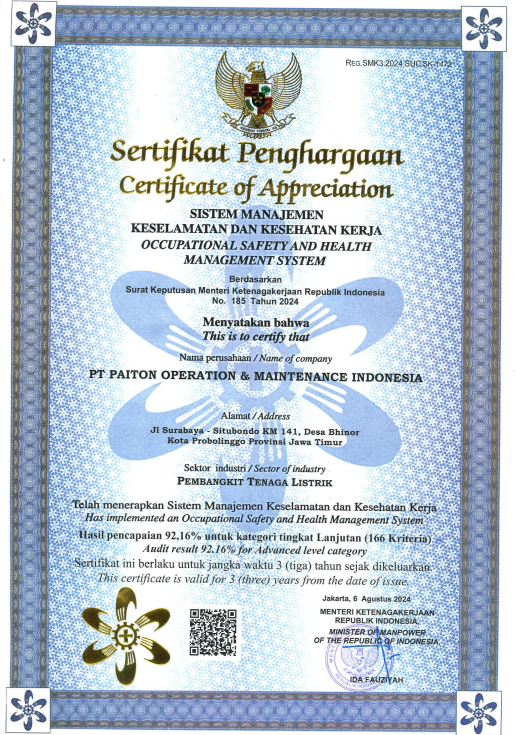 REG.SMK3.2024.SUC.SK-1472
Sertifikat Penghargaan
Certificate of Appreciation
SISTEM MANAJEMEN
KESELAMATAN DAN KESEHATAN KERJA
OCCUPATIONAL SAFETY AND HEALTH
MANAGEMENT SYSTEM
Berdasarkan
Surat Keputusan Menteri Ketenagakerjaan Republik Indonesia
No. 185 Tahun 2024
Menyatakan bahwa
This is to certify that
Nama perusahaan / Name of company
PT PAITON OPERATION & MAINTENANCE INDONESIA
Alamat / Address
Jl Surabaya - Situbondo KM 141, Desa Bhinor
Kota Probolinggo Provinsi Jawa Timur
Sektor industri / Sector of industry
PEMBANGKIT TENAGA LISTRIK
Telah menerapkan Sistem Manajemen Keselamatan dan Kesehatan Kerja
Has implemented an Occupational Safety and Health Management System
Hasil pencapaian 92,16% untuk kategori tingkat Lanjutan (166 Kriteria)
Audit result 92.16% for Advanced level category
Sertifikat ini berlaku untuk jangka waktu 3 (tiga) tahun sejak dikeluarkan.
This certificate is valid for 3 (three) years from the date of issue.
Jakarta, 6 Agustus 2024
MENTERI KETENAGAKERJAAN
REPUBLIK INDONESIA,
MINISTER OF MANPOWER
OF THE REPUBLIC OF INDONESIA
IDA FAUZIYAH